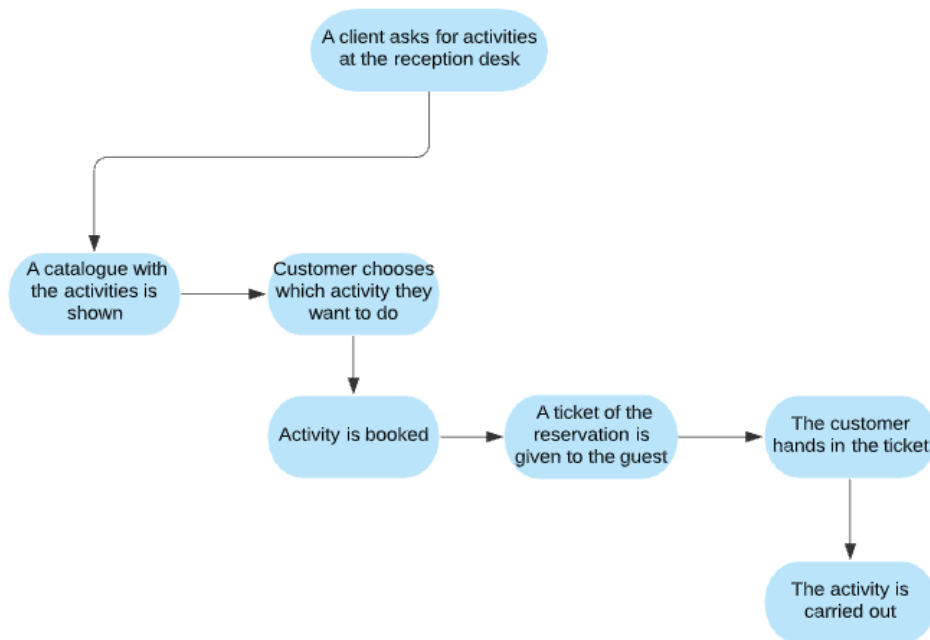 A client asks for activities
at the reception desk
A catalogue with
the activities is
shown
Customer chooses
which activity they
want to do
Activity is booked
A ticket of the
reservation is
given to the guest
The customer
hands in the ticket
The activity is
carried out